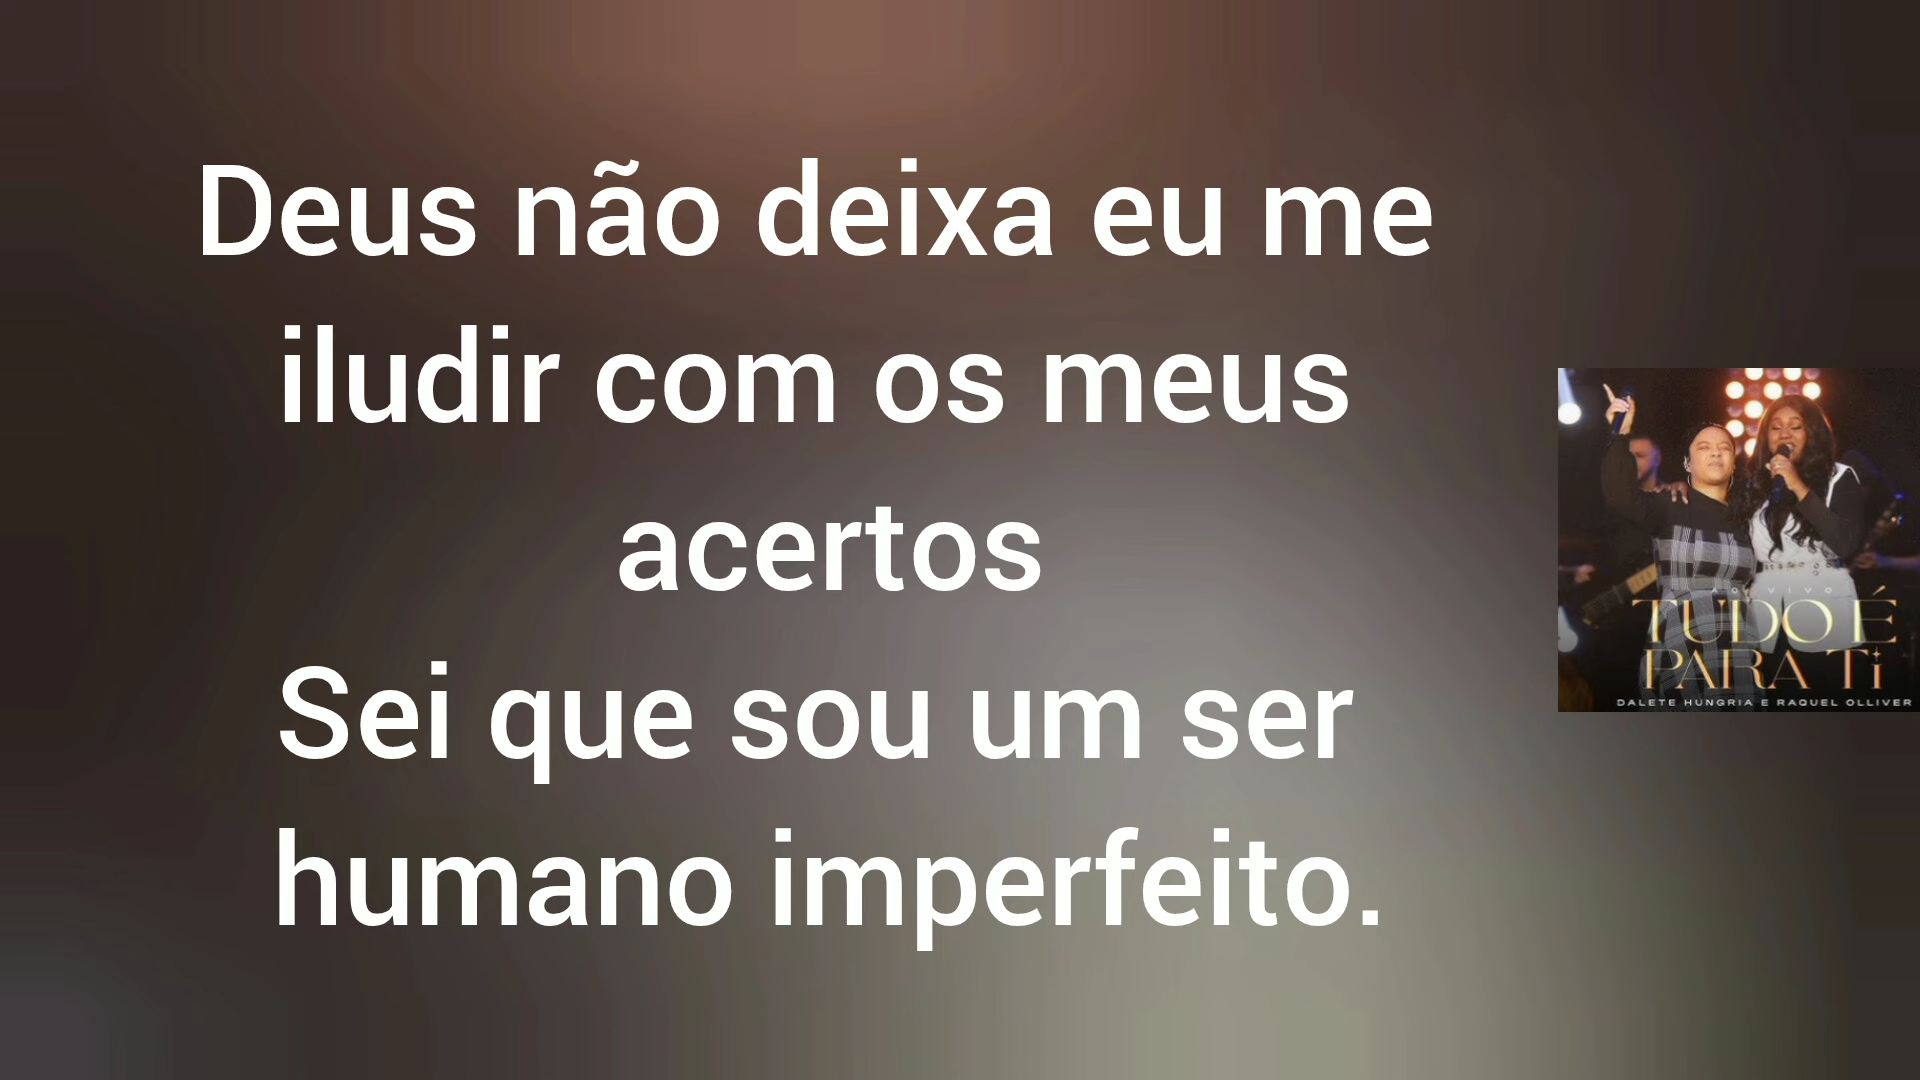 Deus não deixa eu me
iludir com os meus
acertos
Sei que sou um ser
humano imperfeito.
AO VIVO
TUDO É
PARA Ti
DALETE HUNGRIA E RAQUEL OLLIVER